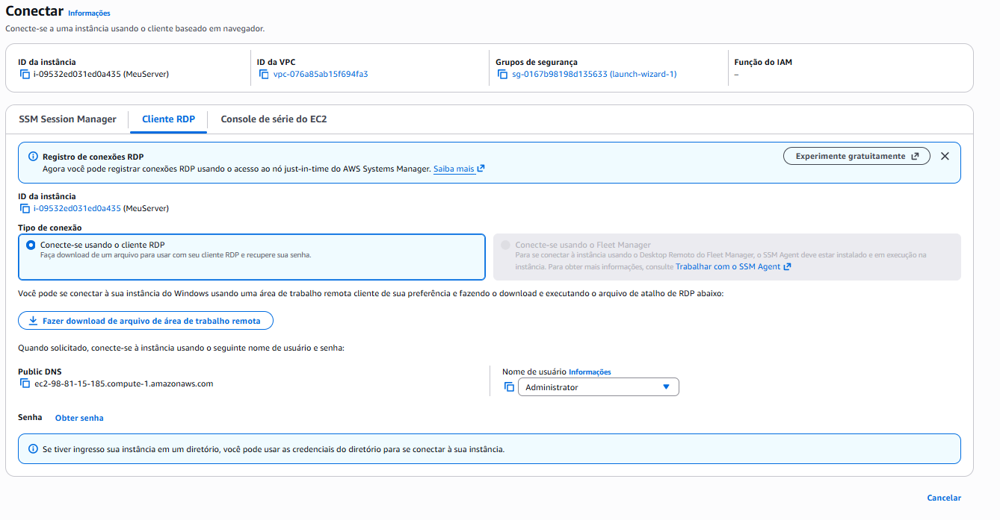 Conectar Informações
Conecte-se a uma instância usando o cliente baseado em navegador.
ID da instância
i-09532ed031ed0a435 (MeuServer)
ID da VPC
vpc-076a85ab15f694fa3
Grupos de segurança
sg-0167b98198d135633 (launch-wizard-1)
Função do IAM
–
SSM Session Manager
Cliente RDP
Console de série do EC2
Registro de conexões RDP
Agora você pode registrar conexões RDP usando o acesso ao nó just-in-time do AWS Systems Manager. Saiba mais
Experimente gratuitamente
ID da instância
i-09532ed031ed0a435 (MeuServer)
Tipo de conexão
Conecte-se usando o cliente RDP
Faça download de um arquivo para usar com seu cliente RDP e recupere sua senha.
Conecte-se usando o Fleet Manager
Para se conectar à instância usando o Desktop Remoto do Fleet Manager, o SSM Agent deve estar instalado e em execução na
instância. Para obter mais informações, consulte Trabalhar com o SSM Agent
Você pode se conectar à sua instância do Windows usando uma área de trabalho remota cliente de sua preferência e fazendo o download e executando o arquivo de atalho de RDP abaixo:
Fazer download de arquivo de área de trabalho remota
Quando solicitado, conecte-se à instância usando o seguinte nome de usuário e senha:
Public DNS
ec2-98-81-15-185.compute-1.amazonaws.com
Nome de usuário Informações
Administrator
Senha Obter senha
Se tiver ingresso sua instância em um diretório, você pode usar as credenciais do diretório para se conectar à sua instância.
Cancelar